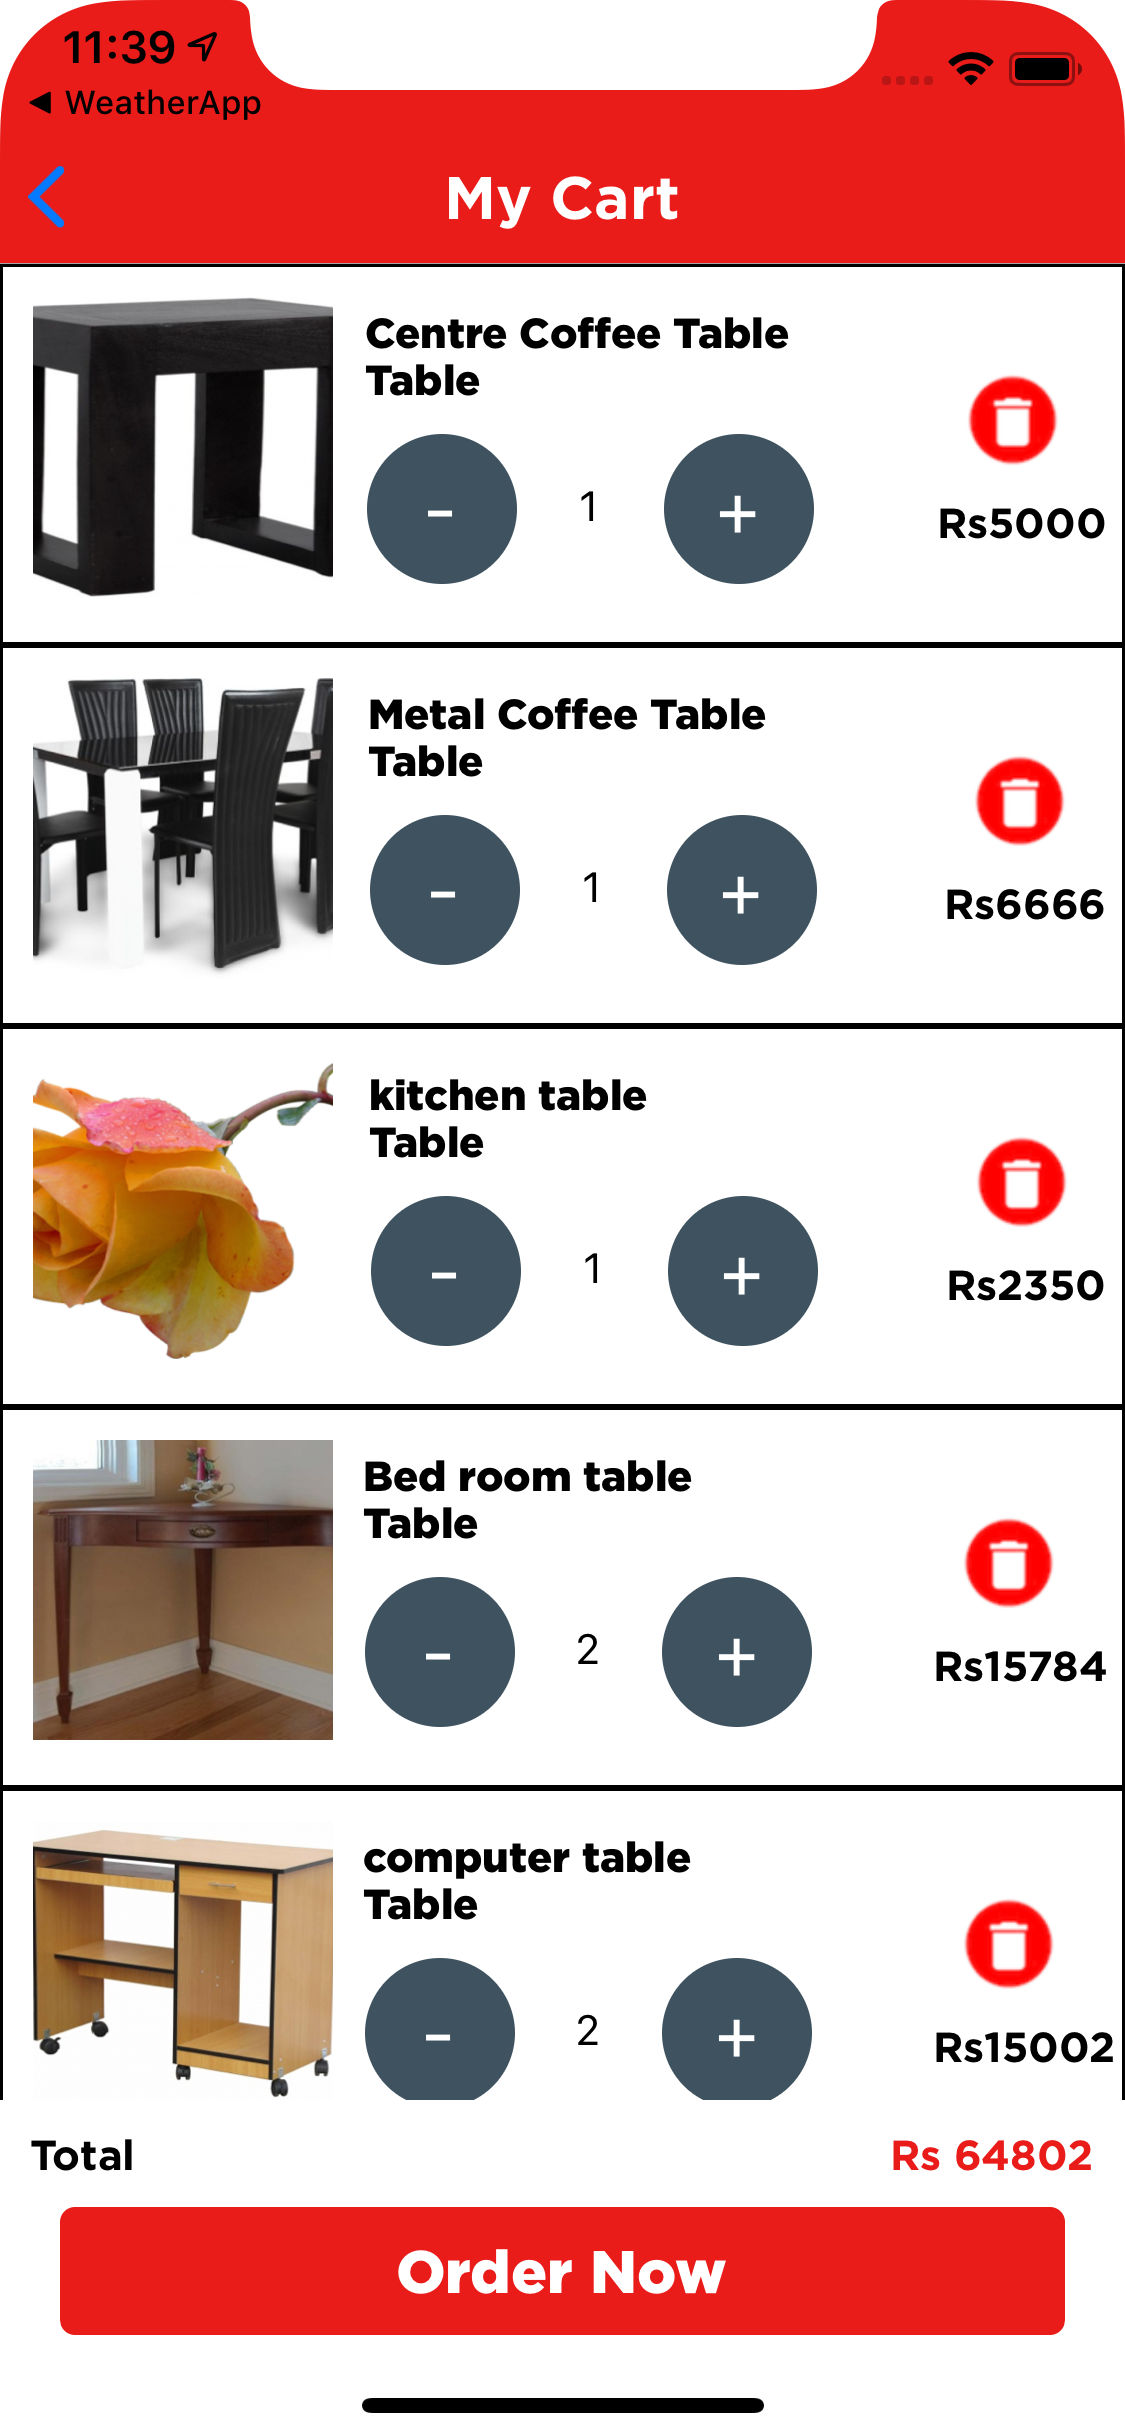 11:39
◀ WeatherApp
My Cart
Centre Coffee Table
Table
- 1 +
Rs5000
Metal Coffee Table
Table
- 1 +
Rs6666
kitchen table
Table
- 1 +
Rs2350
Bed room table
Table
- 2 +
Rs15784
computer table
Table
- 2 +
Rs15002
Total Rs 64802
Order Now